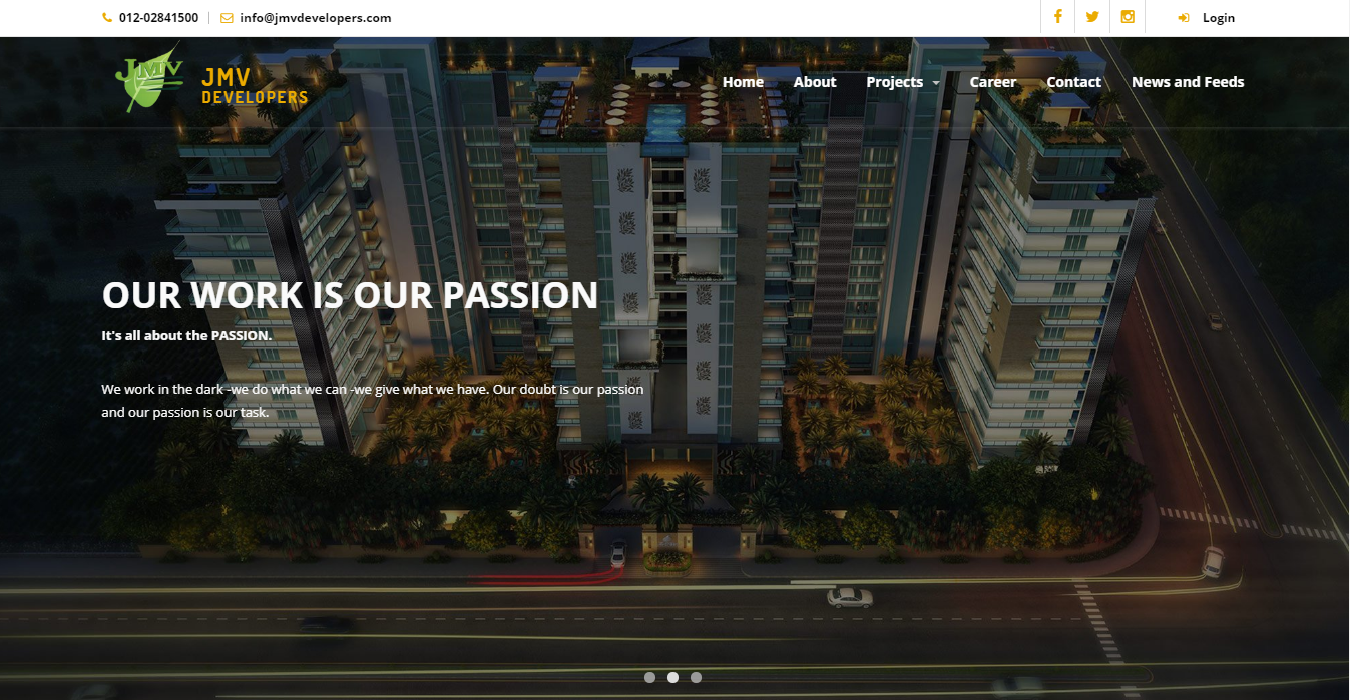 012-02841500
info@jmvdevelopers.com
Login
JMV
JMV
DEVELOPERS
Home
About
Projects
Career
Contact
News and Feeds
OUR WORK IS OUR PASSION
It's all about the PASSION.
We work in the dark -we do what we can -we give what we have. Our doubt is our passion
and our passion is our task.